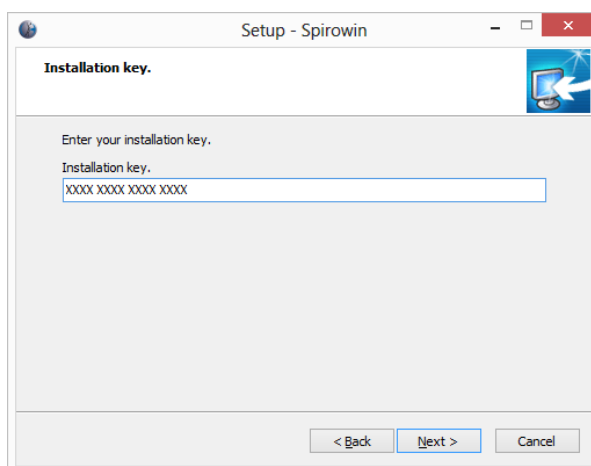 Setup - Spirowin
Installation key.
Enter your installation key.
Installation key.
XXXX XXXX XXXX XXXX
< Back Next > Cancel